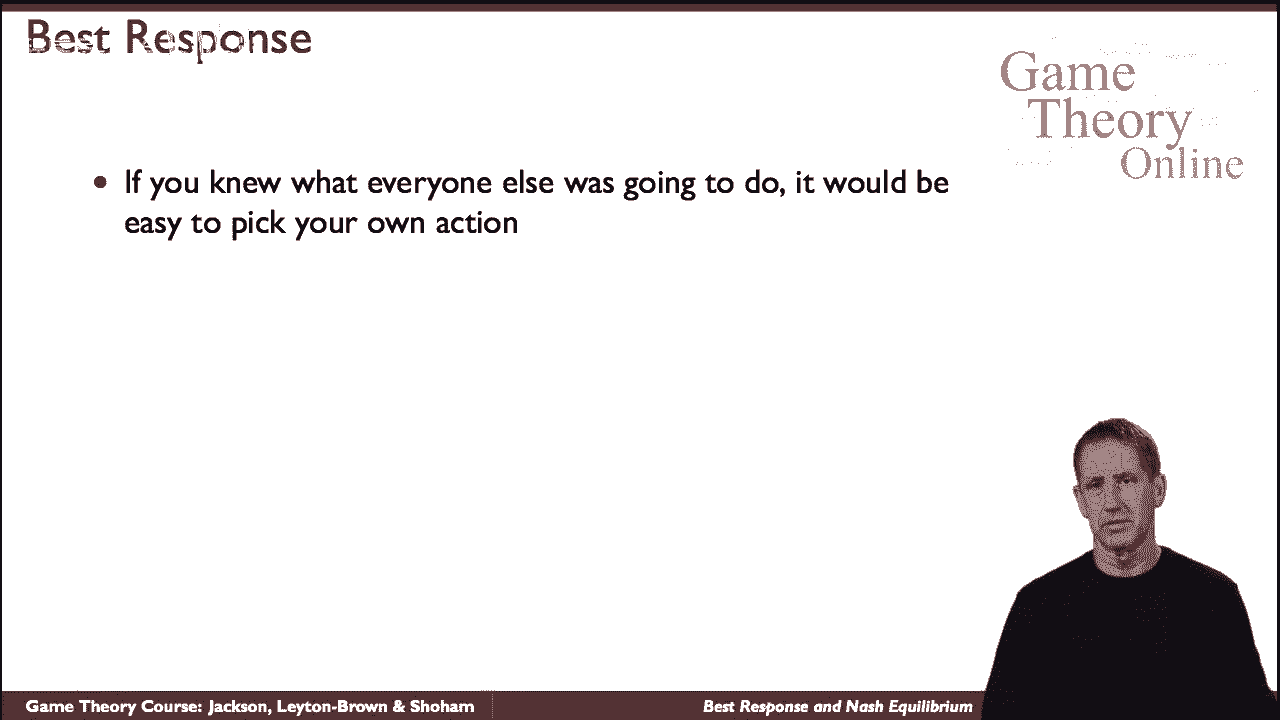 Best Response
Game
Theory
Online
• If you knew what everyone else was going to do, it would be
easy to pick your own action
Game Theory Course: Jackson, Leyton-Brown & Shoham
Best Response and Nash Equilibrium